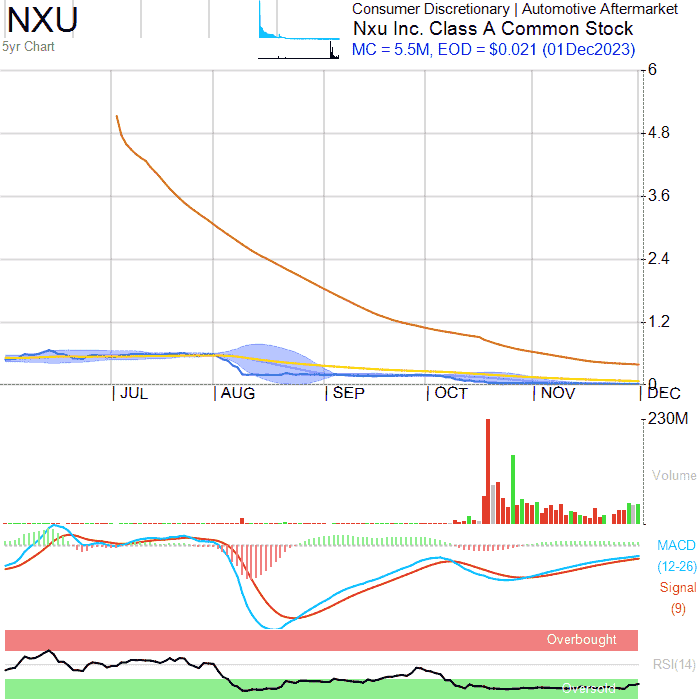 NXU
5yr Chart
Consumer Discretionary | Automotive Aftermarket
Nxu Inc. Class A Common Stock
MC = 5.5M, EOD = $0.021 (01Dec2023)
6
4.8
3.6
2.4
1.2
0
JUL AUG SEP OCT NOV DEC
230M
Volume
MACD
(12-26)
Signal
(9)
Overbought
RSI(14)
Oversold